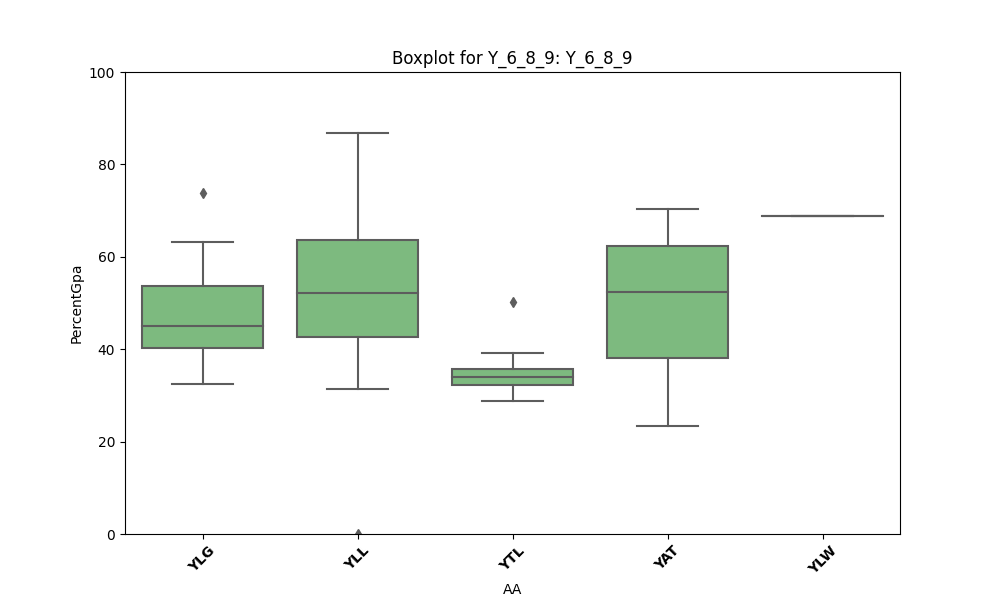 Boxplot for Y_6_8_9: Y_6_8_9
PercentGpa
100
80
60
40
20
0
YLG
YLL
YTL
YAT
YLW
AA